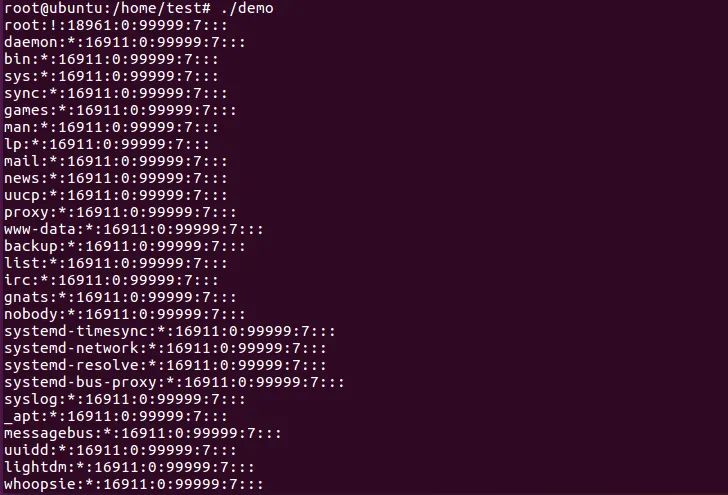 root@ubuntu:/home/test# ./demo
root:!:18961:0:99999:7:::
daemon:*:16911:0:99999:7:::
bin:*:16911:0:99999:7:::
sys:*:16911:0:99999:7:::
sync:*:16911:0:99999:7:::
games:*:16911:0:99999:7:::
man:*:16911:0:99999:7:::
lp:*:16911:0:99999:7:::
mail:*:16911:0:99999:7:::
news:*:16911:0:99999:7:::
uucp:*:16911:0:99999:7:::
proxy:*:16911:0:99999:7:::
www-data:*:16911:0:99999:7:::
backup:*:16911:0:99999:7:::
list:*:16911:0:99999:7:::
irc:*:16911:0:99999:7:::
gnats:*:16911:0:99999:7:::
nobody:*:16911:0:99999:7:::
systemd-timesync:*:16911:0:99999:7:::
systemd-network:*:16911:0:99999:7:::
systemd-resolve:*:16911:0:99999:7:::
systemd-bus-proxy:*:16911:0:99999:7:::
syslog:*:16911:0:99999:7:::
_apt:*:16911:0:99999:7:::
messagebus:*:16911:0:99999:7:::
uuidd:*:16911:0:99999:7:::
lightdm:*:16911:0:99999:7:::
whoopsie:*:16911:0:99999:7:::